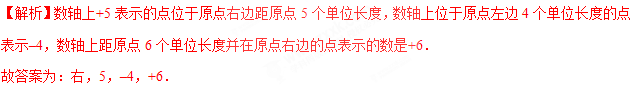 【解析】数轴上+5表示的点位于原点右边距原点 5 个单位长度，数轴上位于原点左边 4 个单位长度的点
表示–4，数轴上距原点 6 个单位长度并在原点右边的点表示的数是+6．
故答案为：右，5，–4，+6．